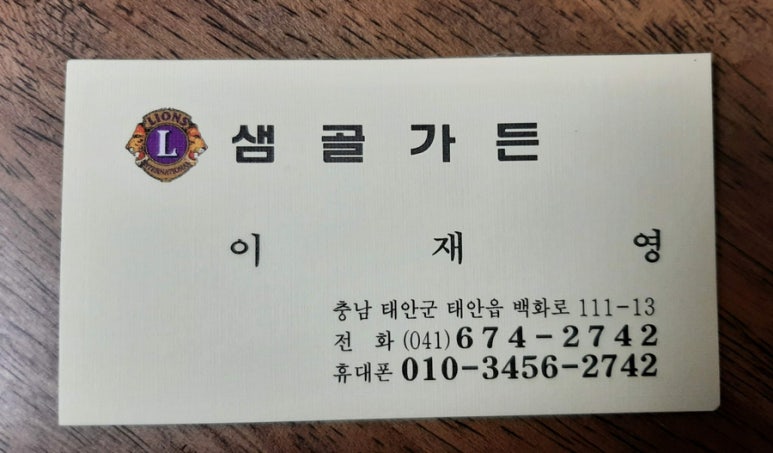 LIONS
L
INTERNATIONAL
샘골가든
이재영
충남 태안군 태안읍 백화로 111-13
전 화 (041) 674-2742
휴대폰 010-3456-2742